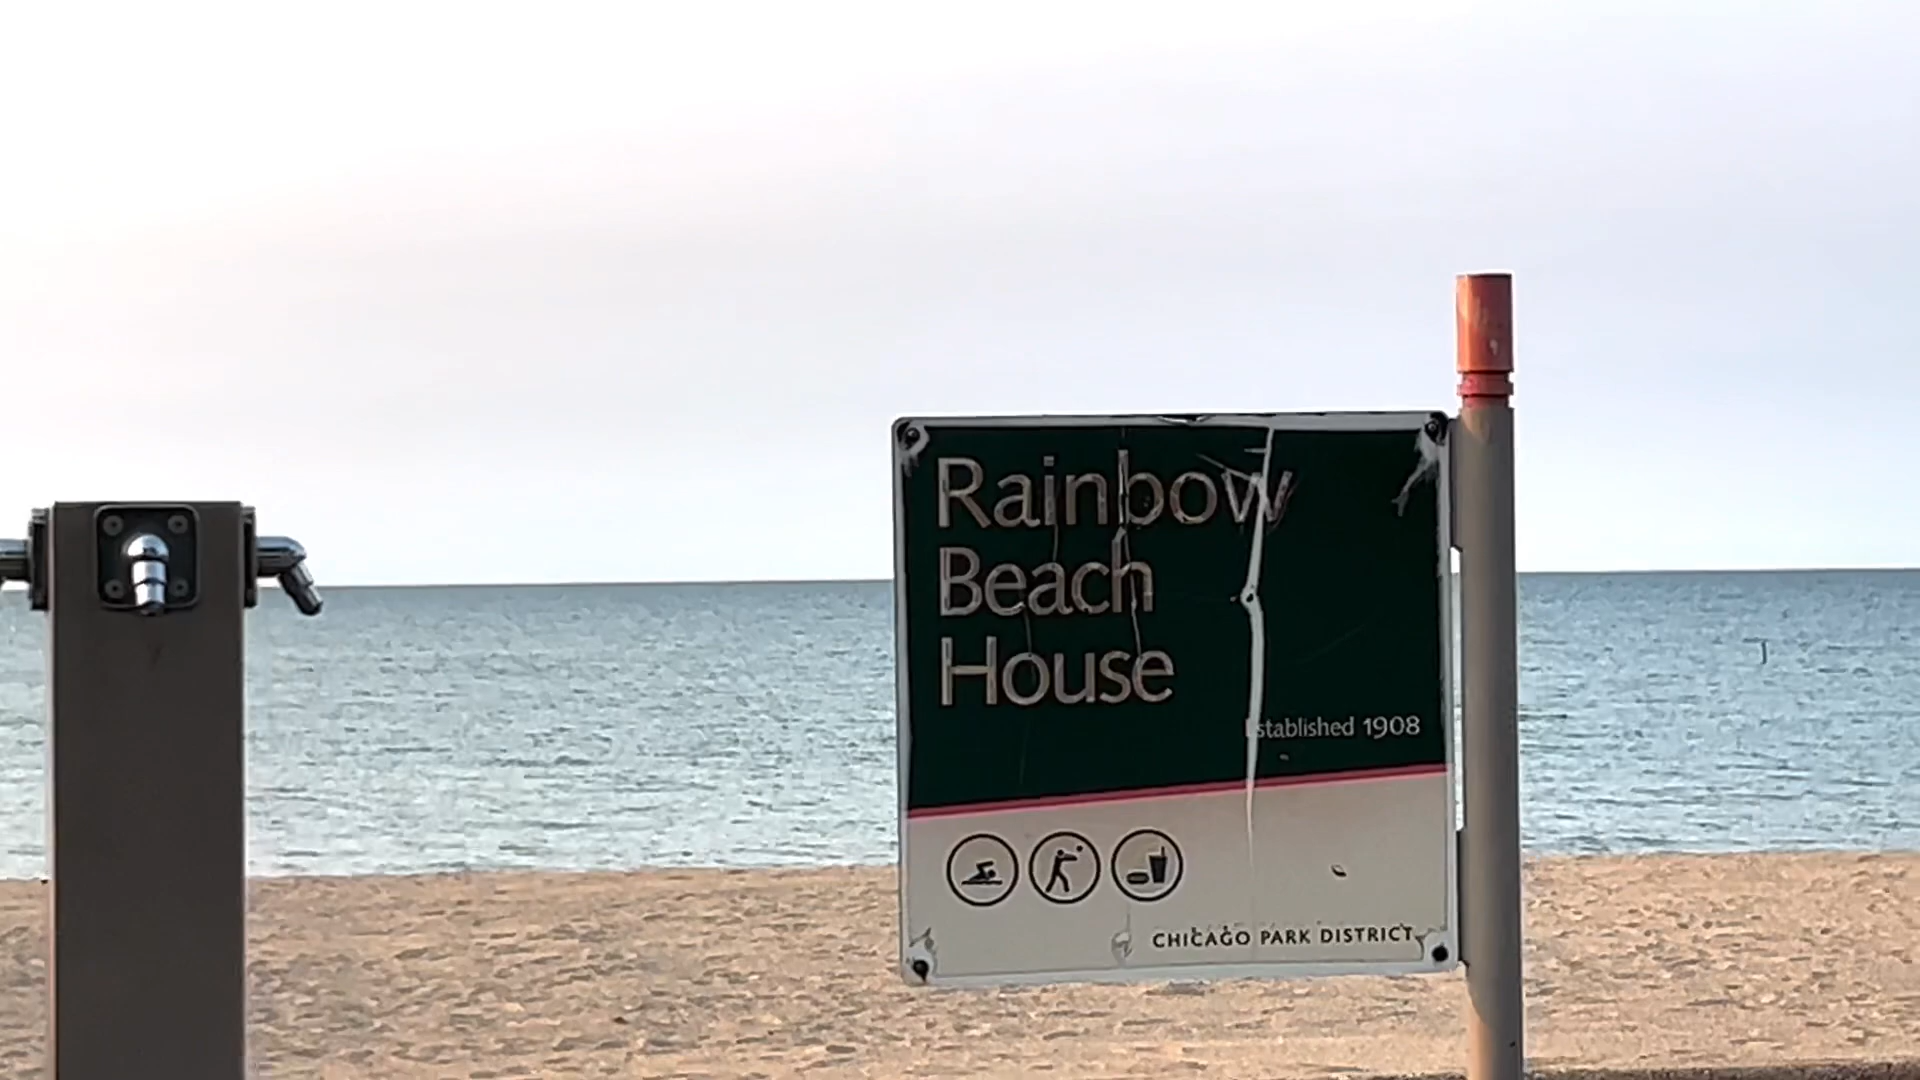 Rainbow
Beach
House
Established 1908
CHICAGO PARK DISTRICT